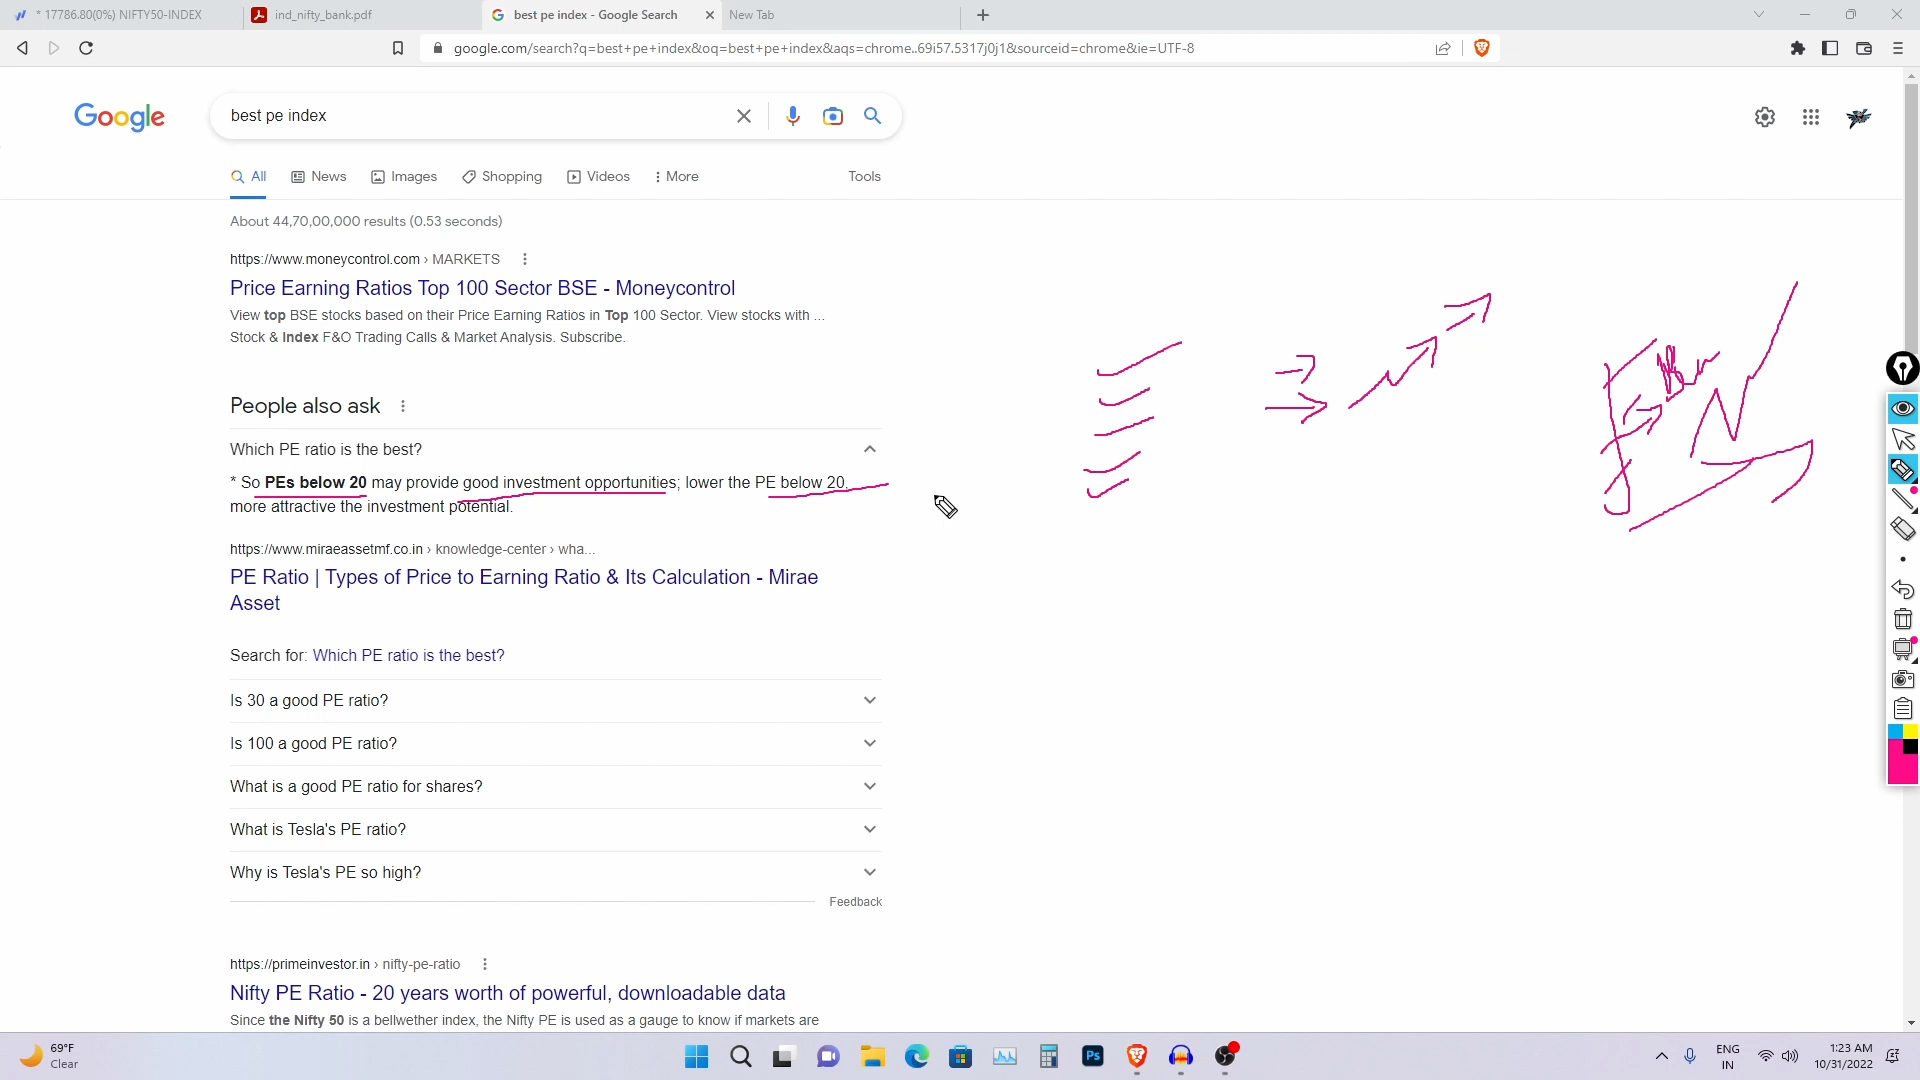 * 17786.80(0%) NIFTY50-INDEX
ind_nifty_bank.pdf
best pe index - Google Search
New Tab
google.com/search?q=best+pe+index&oq=best+pe+index&aqs=chrome..69i57.5317j0j1&sourceid=chrome&ie=UTF-8
Google
best pe index
All News Images Shopping Videos More Tools
About 44,70,00,000 results (0.53 seconds)
https://www.moneycontrol.com › MARKETS
Price Earning Ratios Top 100 Sector BSE - Moneycontrol
View top BSE stocks based on their Price Earning Ratios in Top 100 Sector. View stocks with ...
Stock & Index F&O Trading Calls & Market Analysis. Subscribe.
People also ask
Which PE ratio is the best?
* So PEs below 20 may provide good investment opportunities; lower the PE below 20,
more attractive the investment potential.
https://www.miraeassetmf.co.in › knowledge-center › wha...
PE Ratio | Types of Price to Earning Ratio & Its Calculation - Mirae
Asset
Search for: Which PE ratio is the best?
Is 30 a good PE ratio?
Is 100 a good PE ratio?
What is a good PE ratio for shares?
What is Tesla's PE ratio?
Why is Tesla's PE so high?
Feedback
https://primeinvestor.in › nifty-pe-ratio
Nifty PE Ratio - 20 years worth of powerful, downloadable data
Since the Nifty 50 is a bellwether index, the Nifty PE is used as a gauge to know if markets are
69°F
Clear
Ps
ENG
IN
1:23 AM
10/31/2022